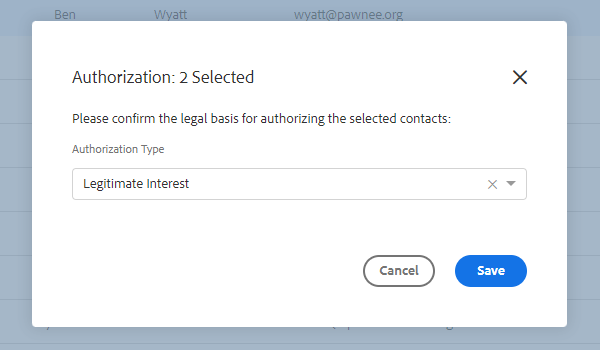 Ben Wyatt wyatt@pawnee.org
Authorization: 2 Selected
Please confirm the legal basis for authorizing the selected contacts:
Authorization Type
Legitimate Interest
Cancel Save